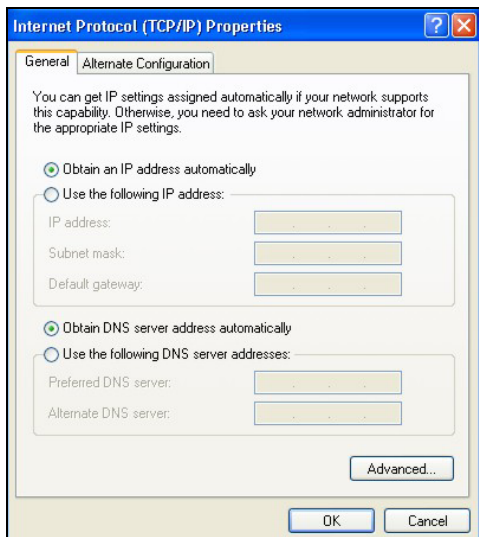 Internet Protocol (TCP/IP) Properties
General
Alternate Configuration
You can get IP settings assigned automatically if your network supports
this capability. Otherwise, you need to ask your network administrator for
the appropriate IP settings.
Obtain an IP address automatically
Use the following IP address:
IP address:
Subnet mask:
Default gateway:
Obtain DNS server address automatically
Use the following DNS server addresses:
Preferred DNS server:
Alternate DNS server:
Advanced...
OK
Cancel